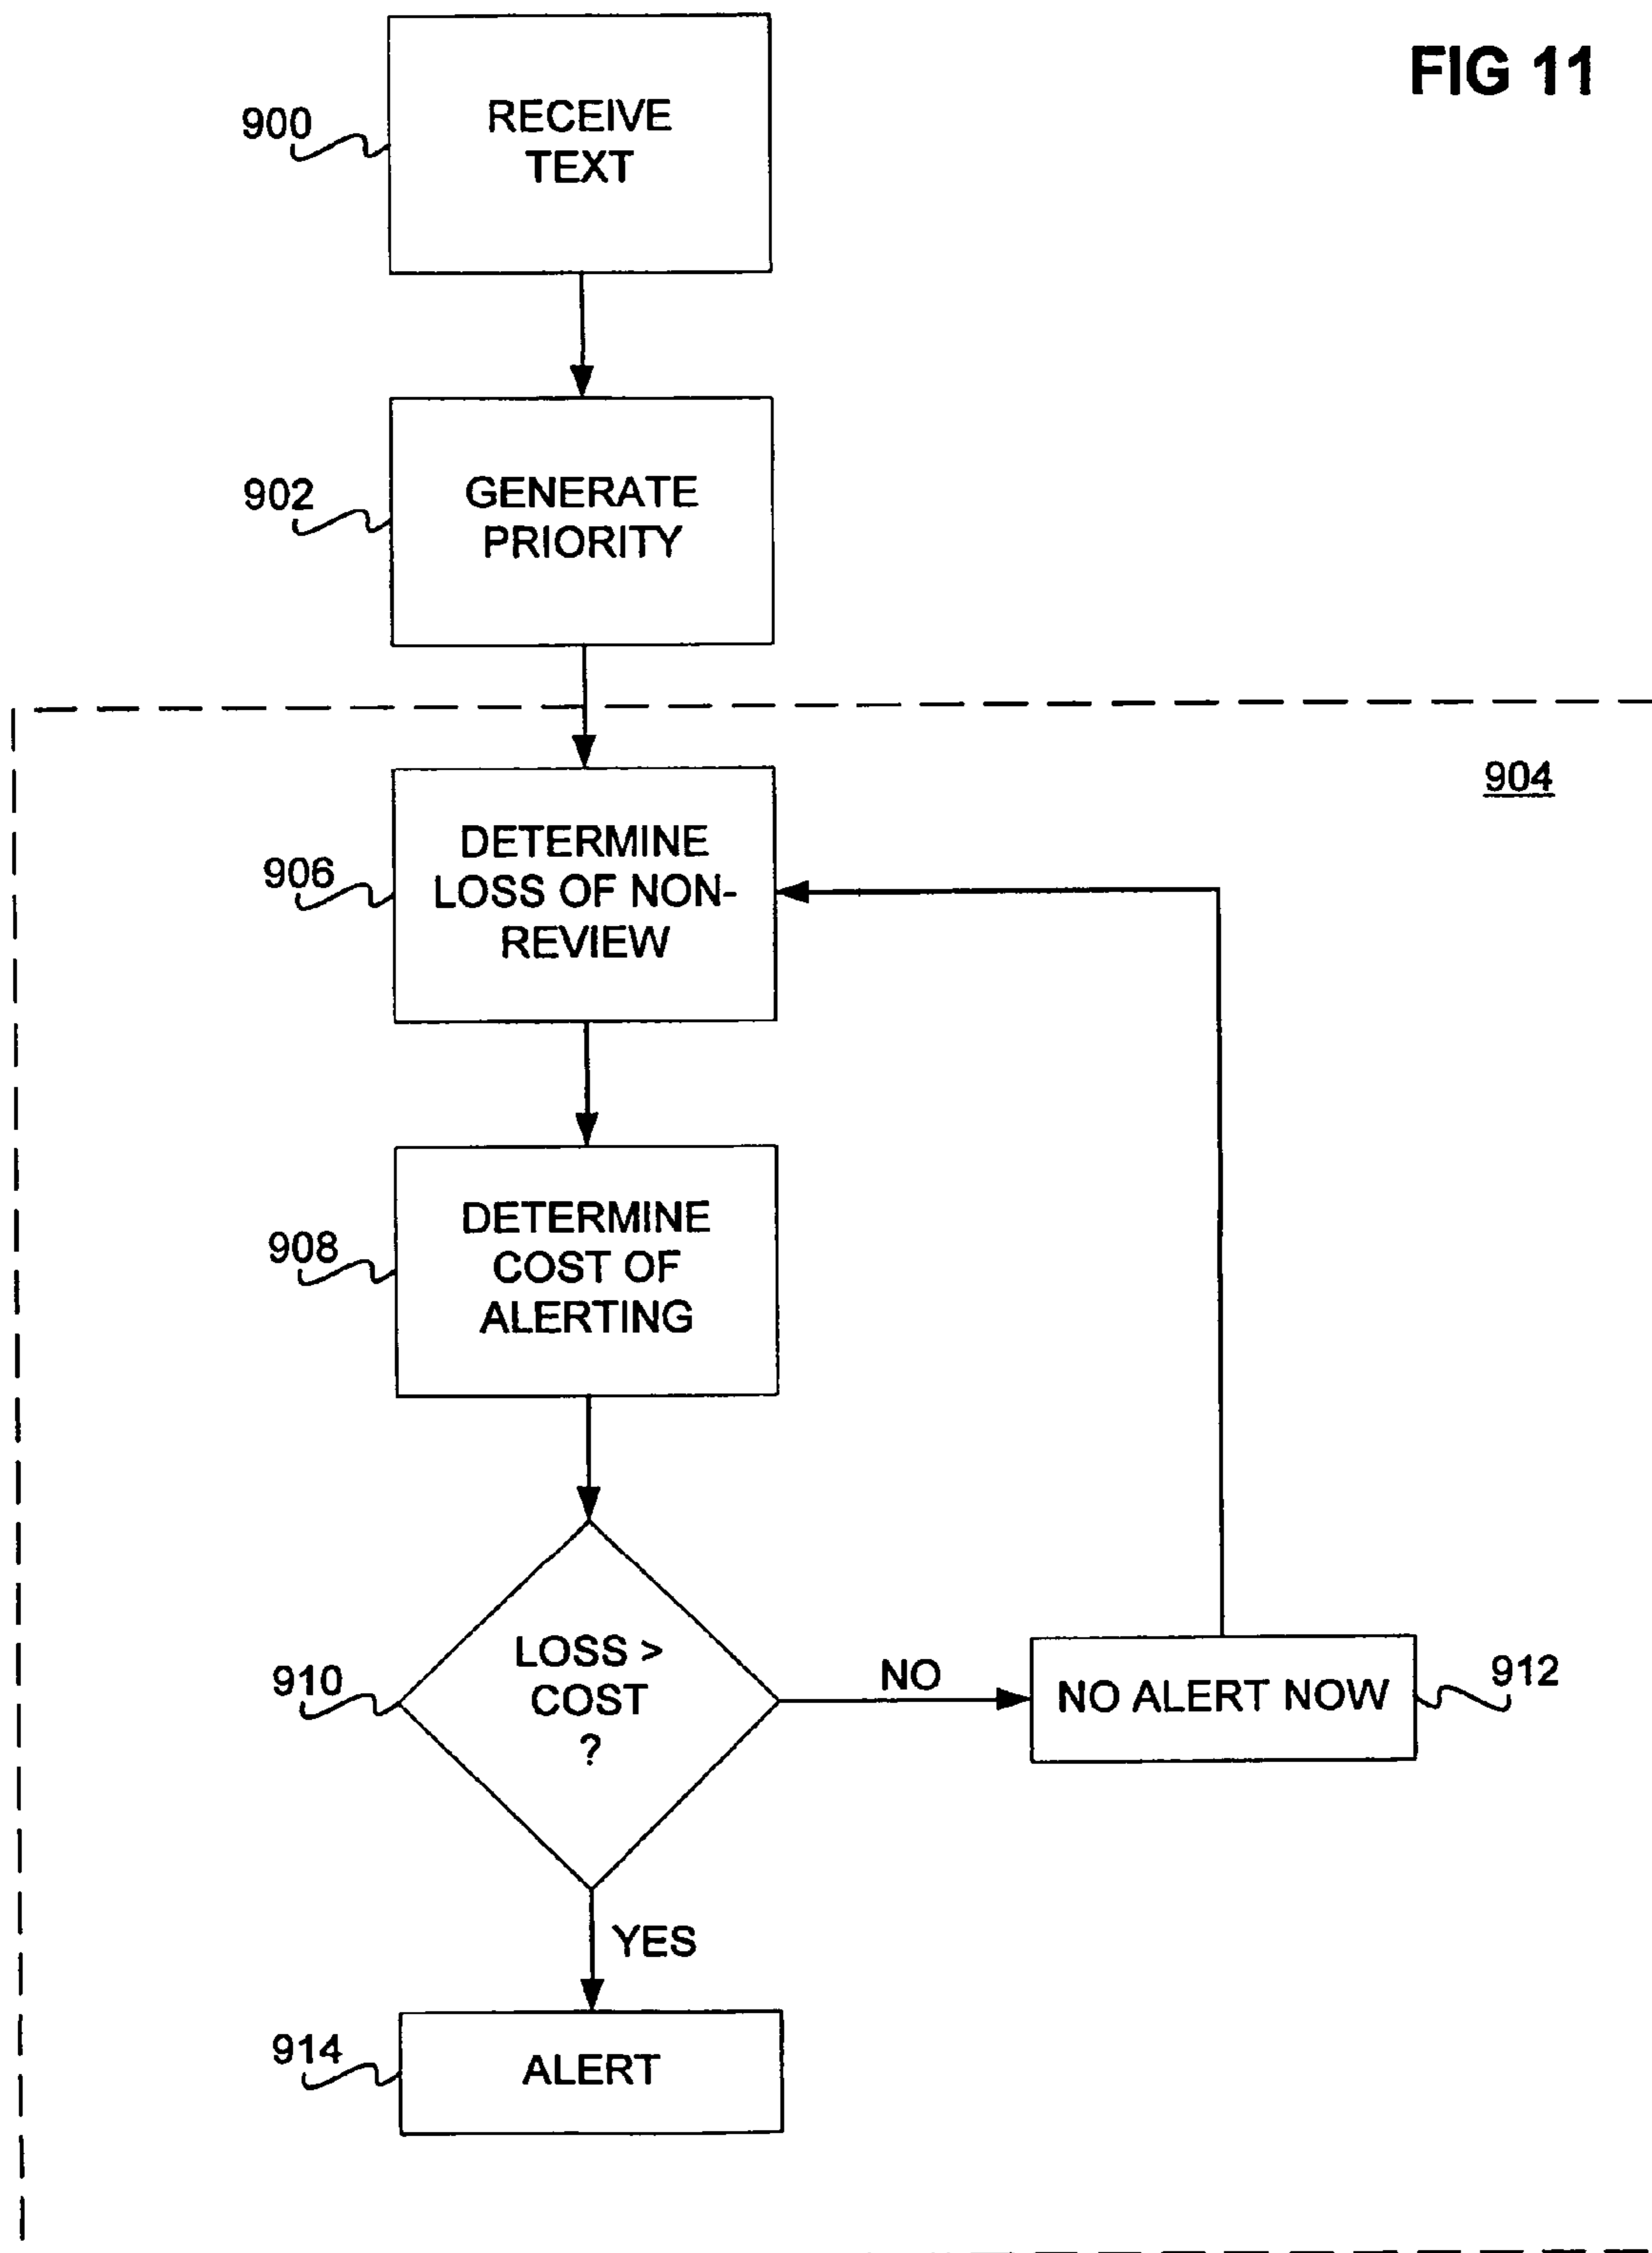 FIG 11
900
RECEIVE
TEXT
902
GENERATE
PRIORITY
904
906
DETERMINE
LOSS OF NON-
REVIEW
908
DETERMINE
COST OF
ALERTING
910
LOSS >
COST
?
NO
NO ALERT NOW
912
YES
914
ALERT